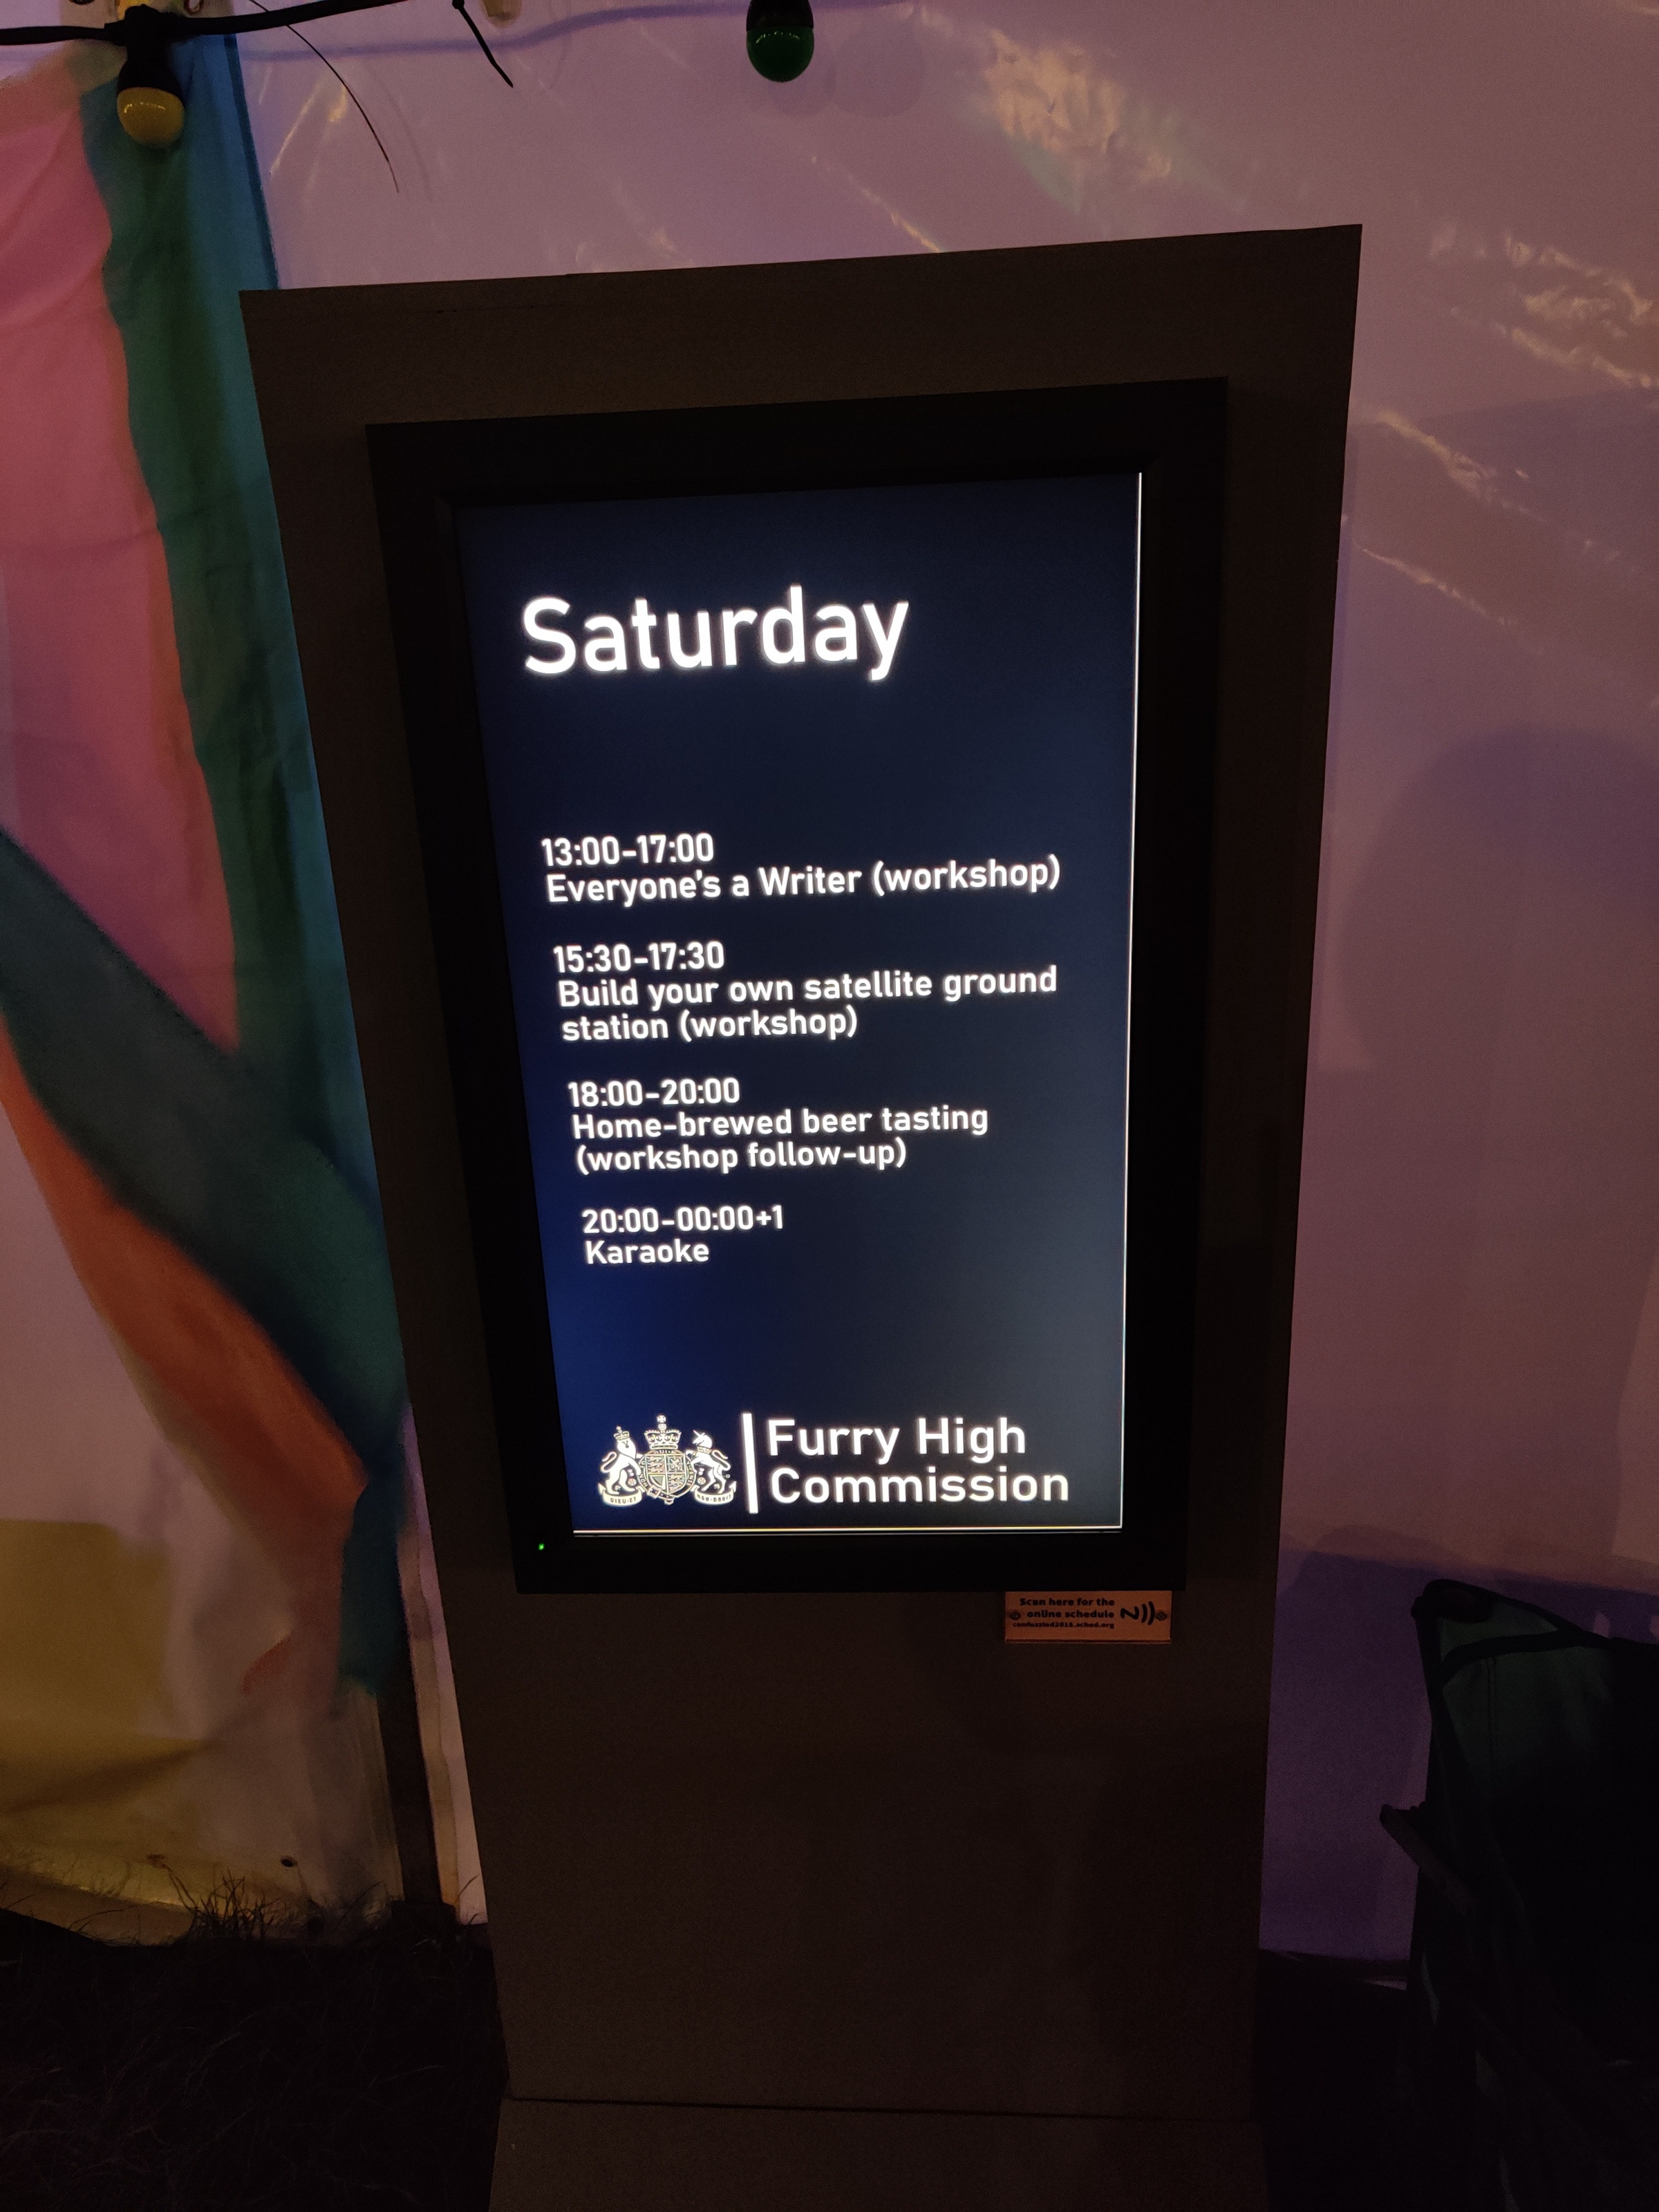 Saturday
13:00-17:00
Everyone's a Writer (workshop)
15:30-17:30
Build your own satellite ground
station (workshop)
18:00-20:00
Home-brewed beer tasting
(workshop follow-up)
20:00-00:00+1
Karaoke
Furry High
Commission
Scan here for the
online schedule